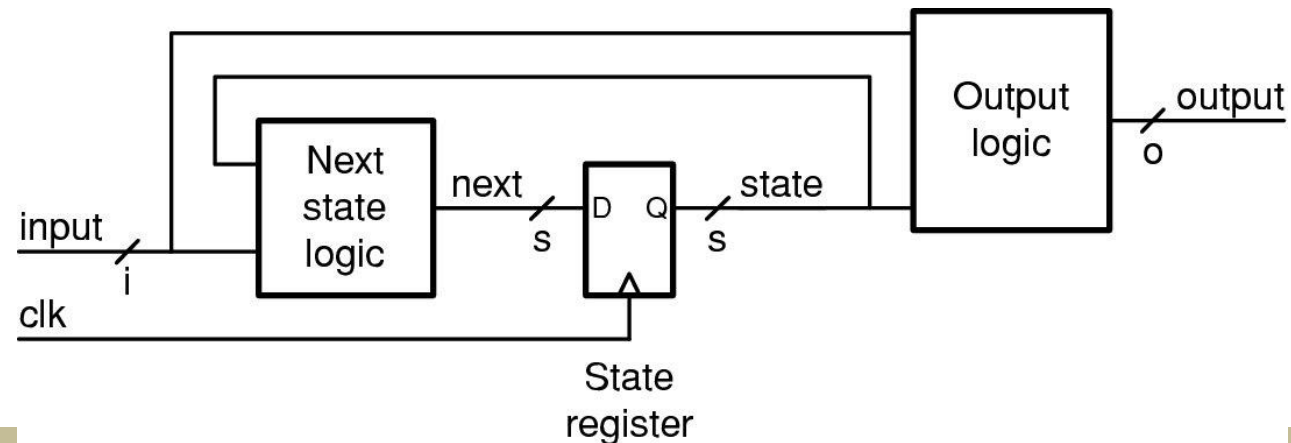 Output
logic
output
o
Next
state
logic
next
s
D Q
state
s
input
i
clk
State
register